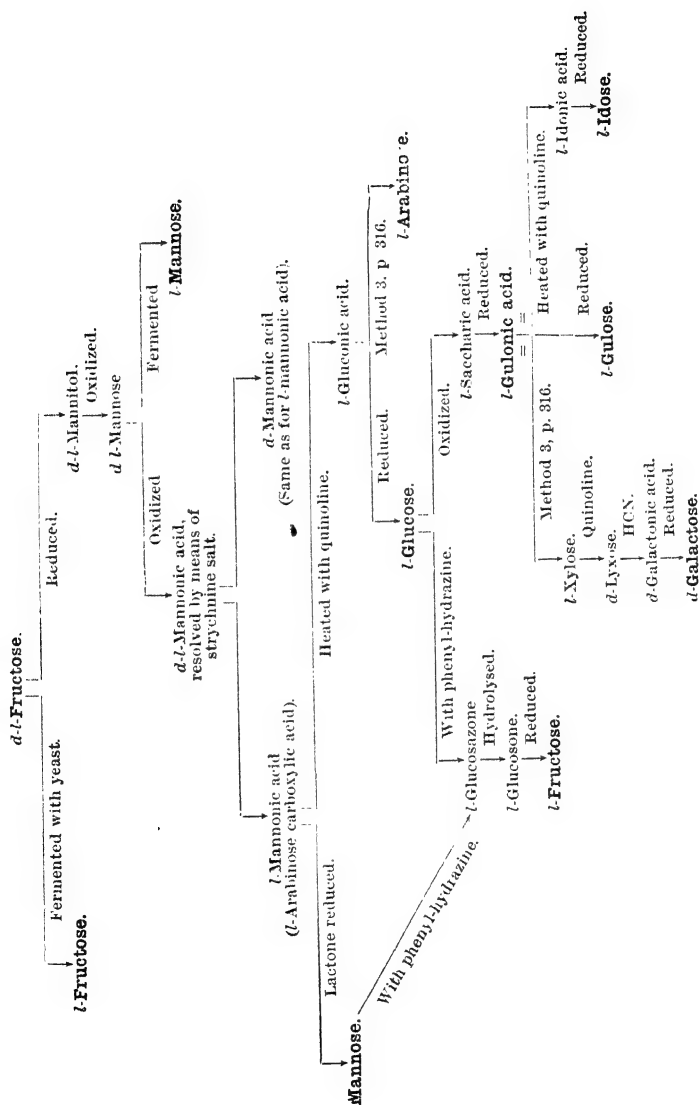 d-l-Fructose.
Fermented with yeast.
Reduced.
l-Fructose.
d-l-Mannitol.
Oxidized.
d l-Mannose
Oxidized
Fermented
l-Mannose.
d-l-Mannonic acid,
resolved by means of
strychnine salt.
l-Mannonic acid
(l-Arabinose carboxylic acid).
d-Mannonic acid
(Same as for l-mannonic acid).
Lactone reduced.
Heated with quinoline.
Mannose.
l-Gluconic acid.
Reduced.
Method 3, p 316.
l-Glucose.
l-Arabino e.
With phenyl-hydrazine.
With phenyl-hydrazine.
Oxidized.
l-Glucosazone
Hydrolysed.
l-Glucosone.
Reduced.
l-Fructose.
l-Saccharic acid.
Reduced.
l-Gulonic acid.
Method 3, p. 316.
Reduced.
Heated with quinoline.
l-Xylose.
Quinoline.
d-Lyxose.
HCN.
d-Galactonic acid.
Reduced.
d-Galactose.
l-Gulose.
l-Idonic acid.
Reduced.
l-Idose.